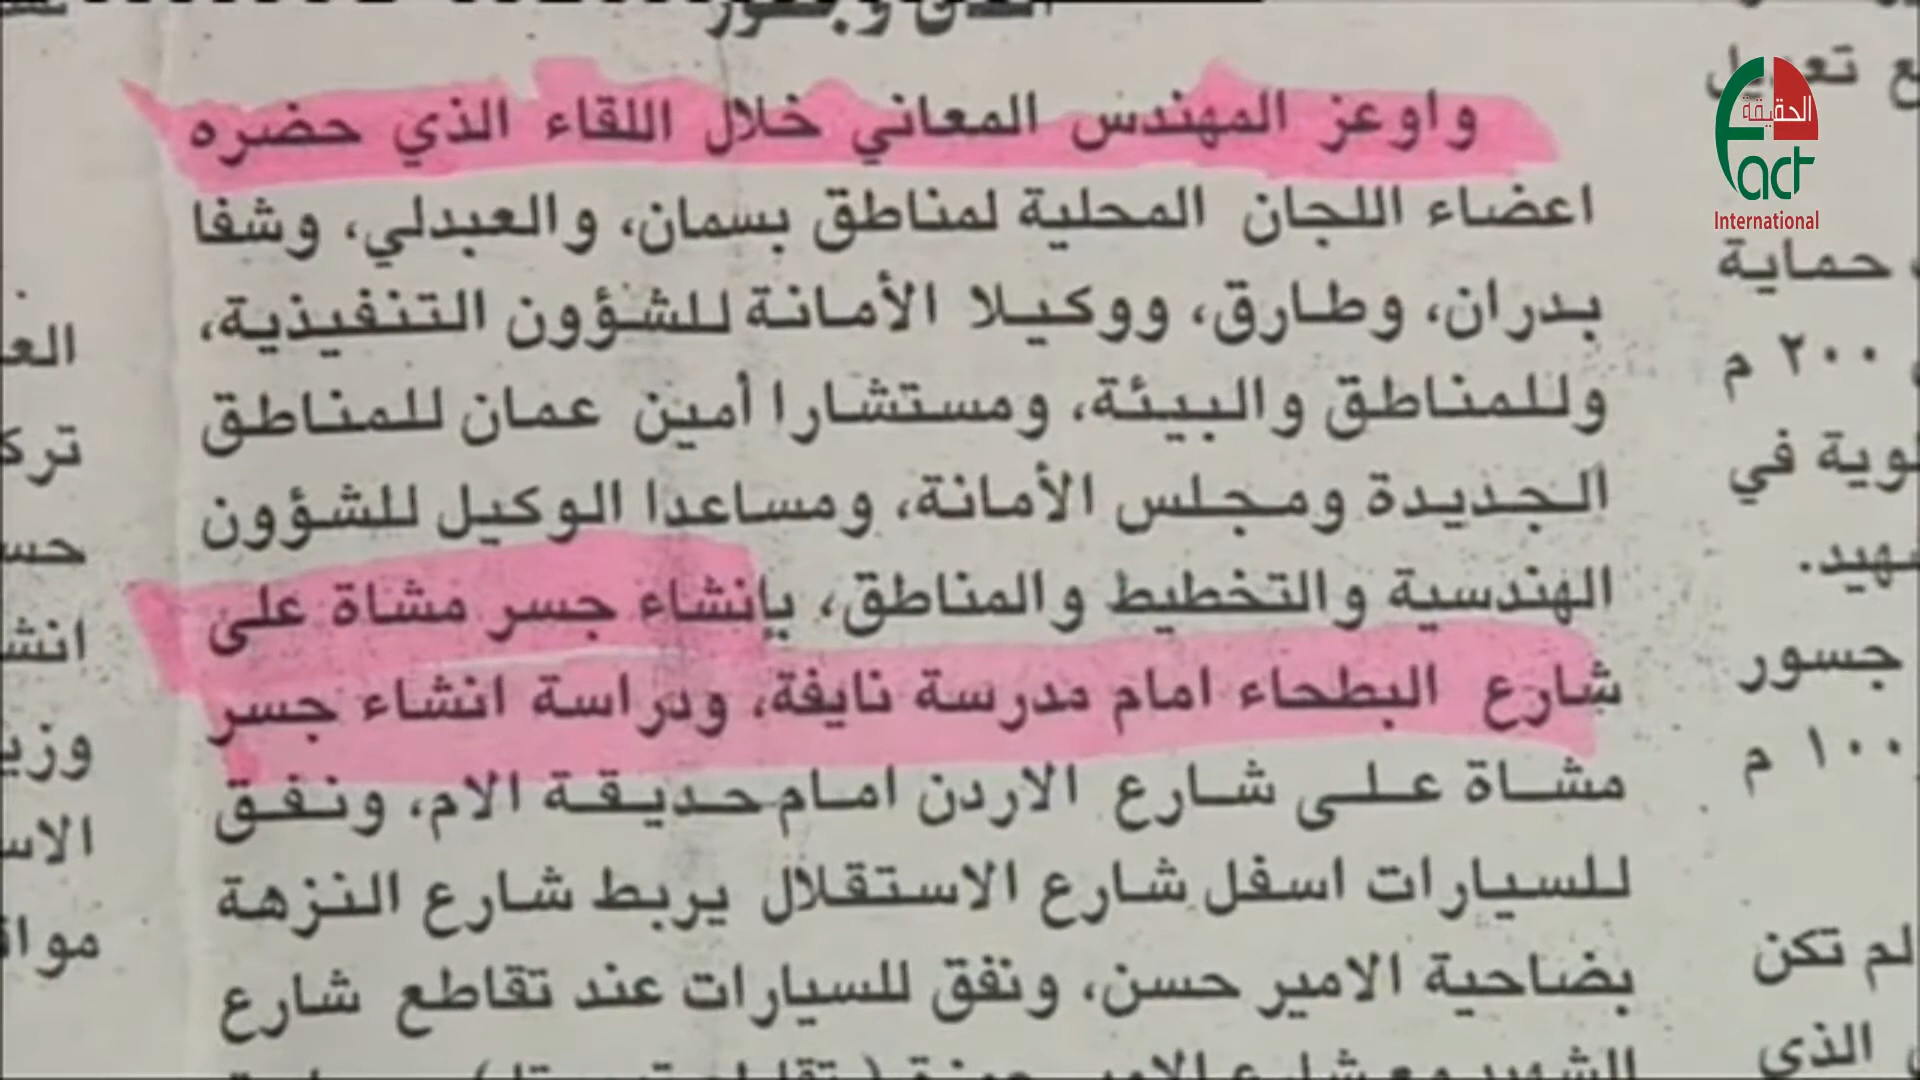 واوعز المهندس المعاني خلال اللقاء الذي حضره
اعضاء اللجان المحلية لمناطق بسمان، والعبدلي، وشفا
بدران، وطارق، ووكيلا الأمانة للشؤون التنفيذية،
وللمناطق والبيئة، ومستشارا أمين عمان للمناطق
الجديدة ومجلس الأمانة، ومساعدا الوكيل للشؤون
الهندسية والتخطيط والمناطق، بإنشاء جسر مشاة على
شارع البطحاء امام مدرسة نايفة، ودراسة انشاء جسر
مشاة على شارع الاردن امام حديقة الام، ونفق
للسيارات اسفل شارع الاستقلال يربط شارع النزهة
بضاحية الامير حسن، ونفق للسيارات عند تقاطع شارع
تعديل
حماية
٢٠٠ م
في
جسور
١٠٠ م
لم تكن
الذي
الحقيقة
Fact
International